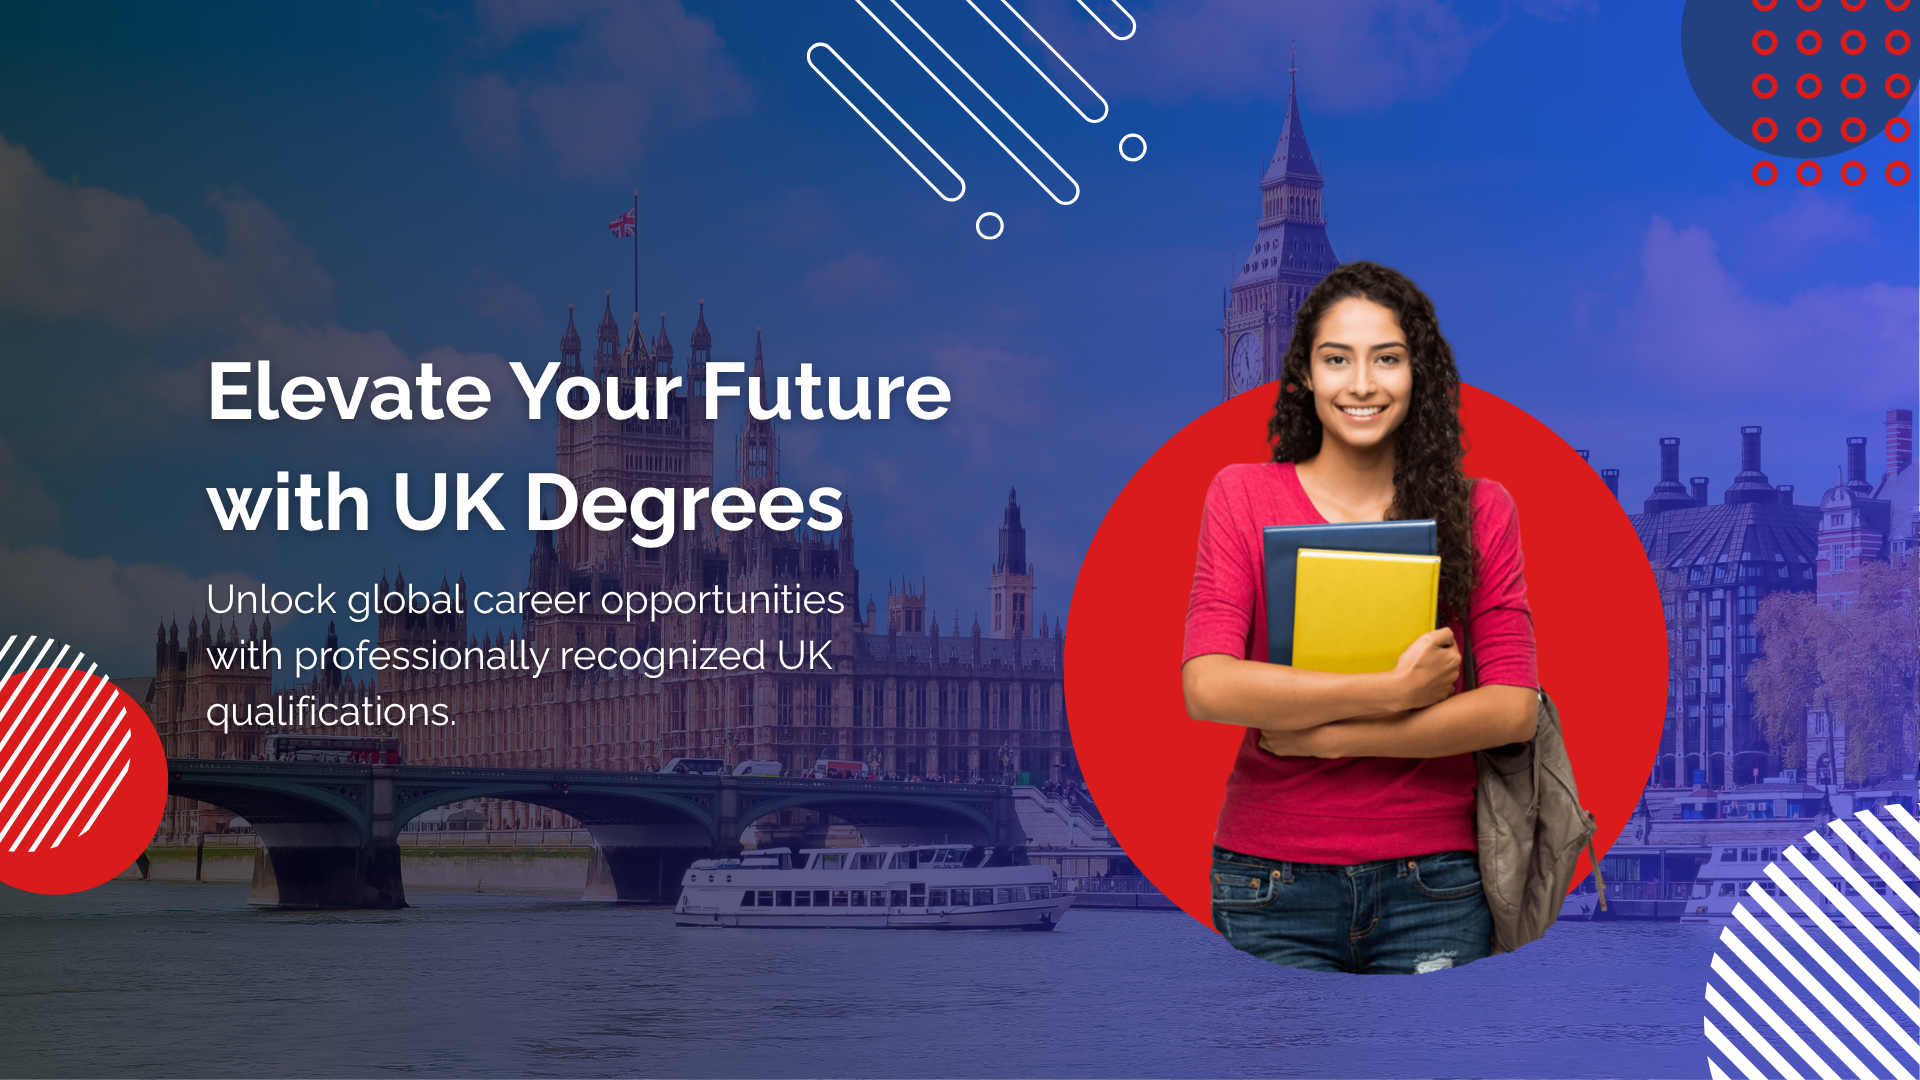 Elevate Your Future
with UK Degrees
Unlock global career opportunities
with professionally recognized UK
qualifications.